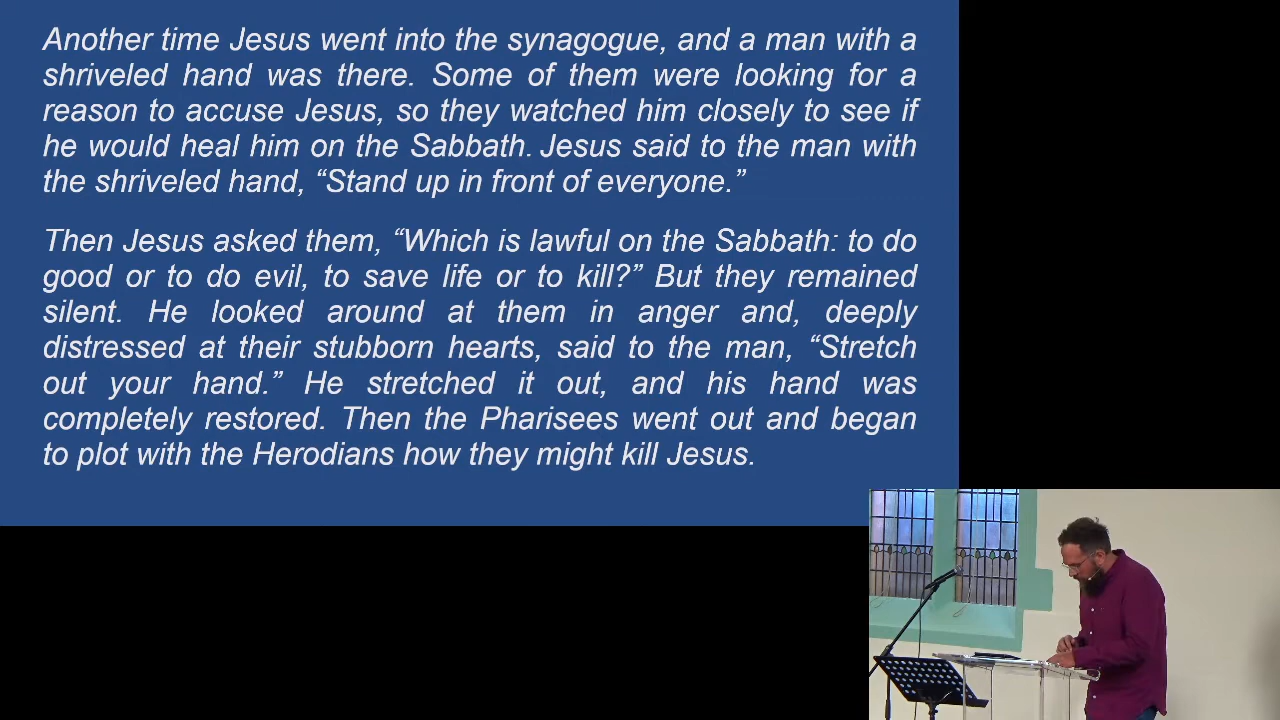 Another time Jesus went into the synagogue, and a man with a
shriveled hand was there. Some of them were looking for a
reason to accuse Jesus, so they watched him closely to see if
he would heal him on the Sabbath. Jesus said to the man with
the shriveled hand, “Stand up in front of everyone.”
Then Jesus asked them, “Which is lawful on the Sabbath: to do
good or to do evil, to save life or to kill?” But they remained
silent. He looked around at them in anger and, deeply
distressed at their stubborn hearts, said to the man, “Stretch
out your hand.” He stretched it out, and his hand was
completely restored. Then the Pharisees went out and began
to plot with the Herodians how they might kill Jesus.